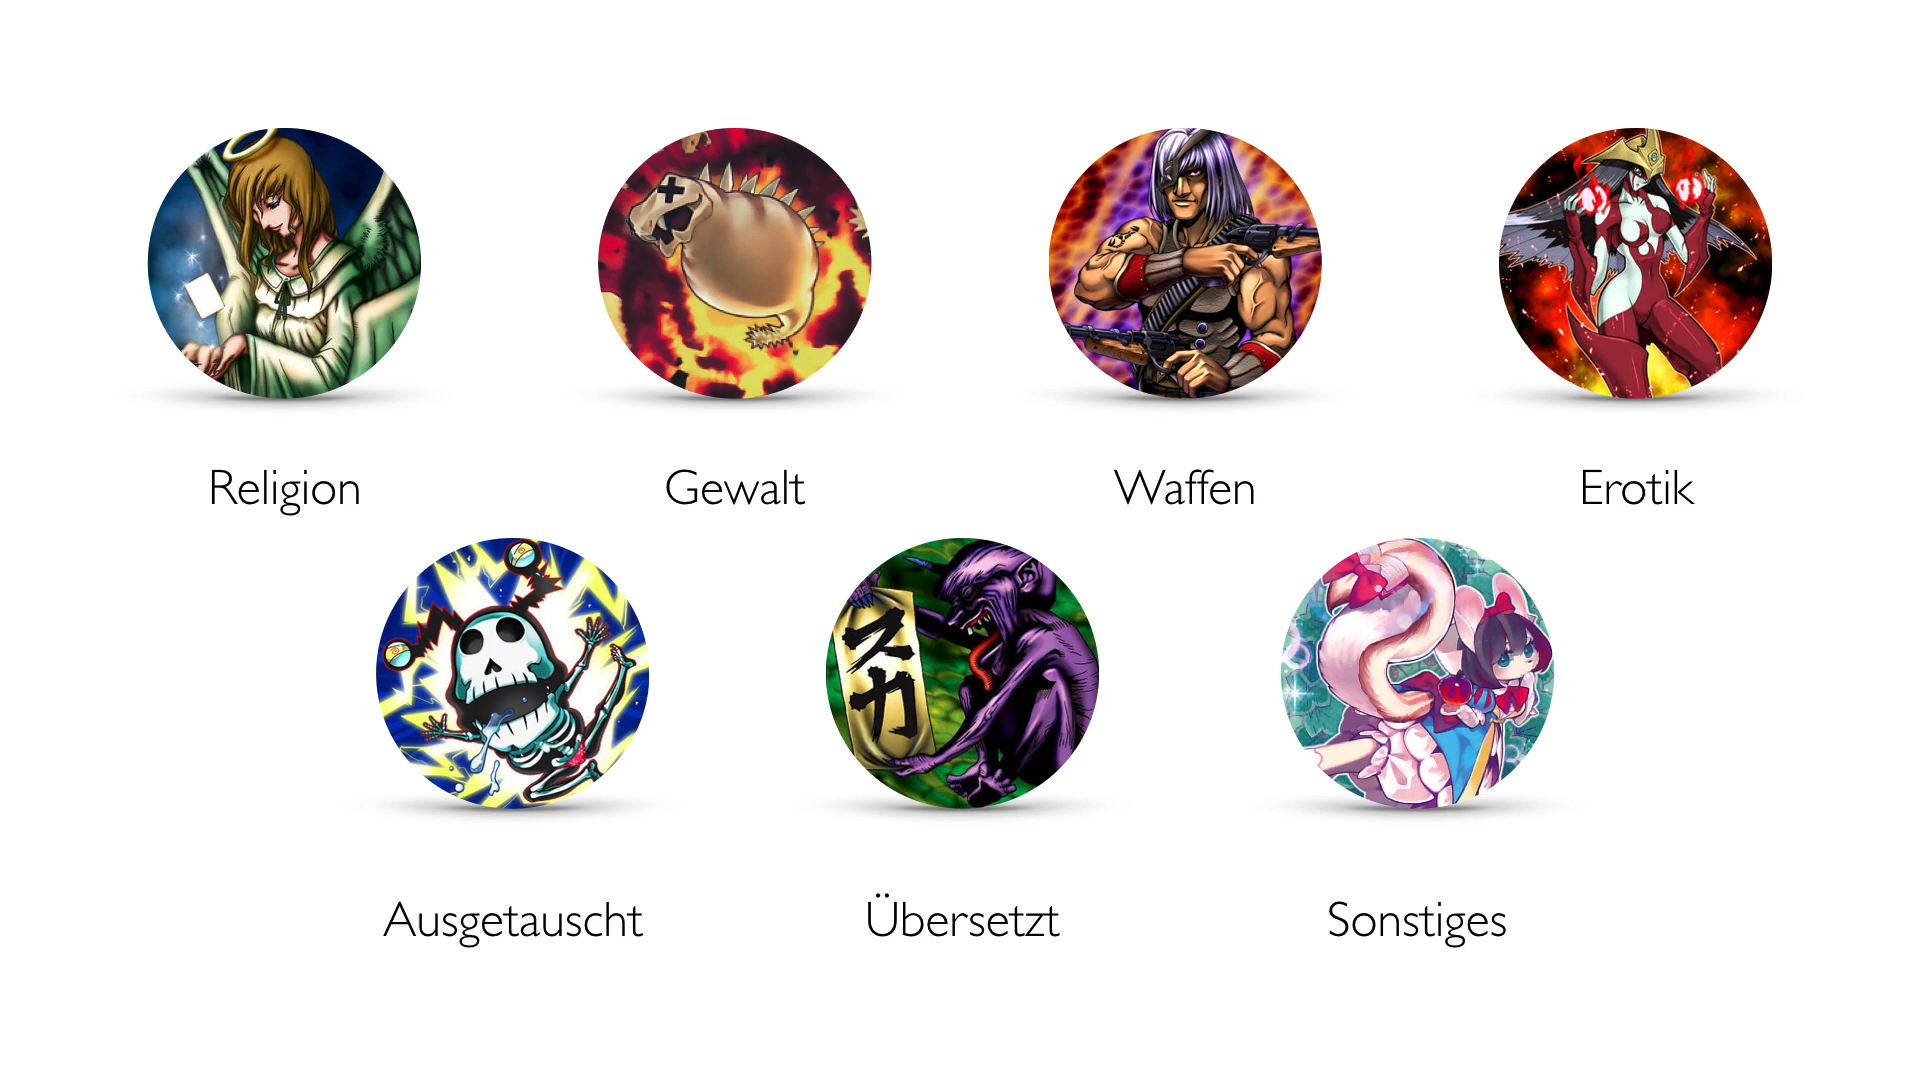 Religion
Gewalt
Waffen
Erotik
スカ
Ausgetauscht
Übersetzt
Sonstiges